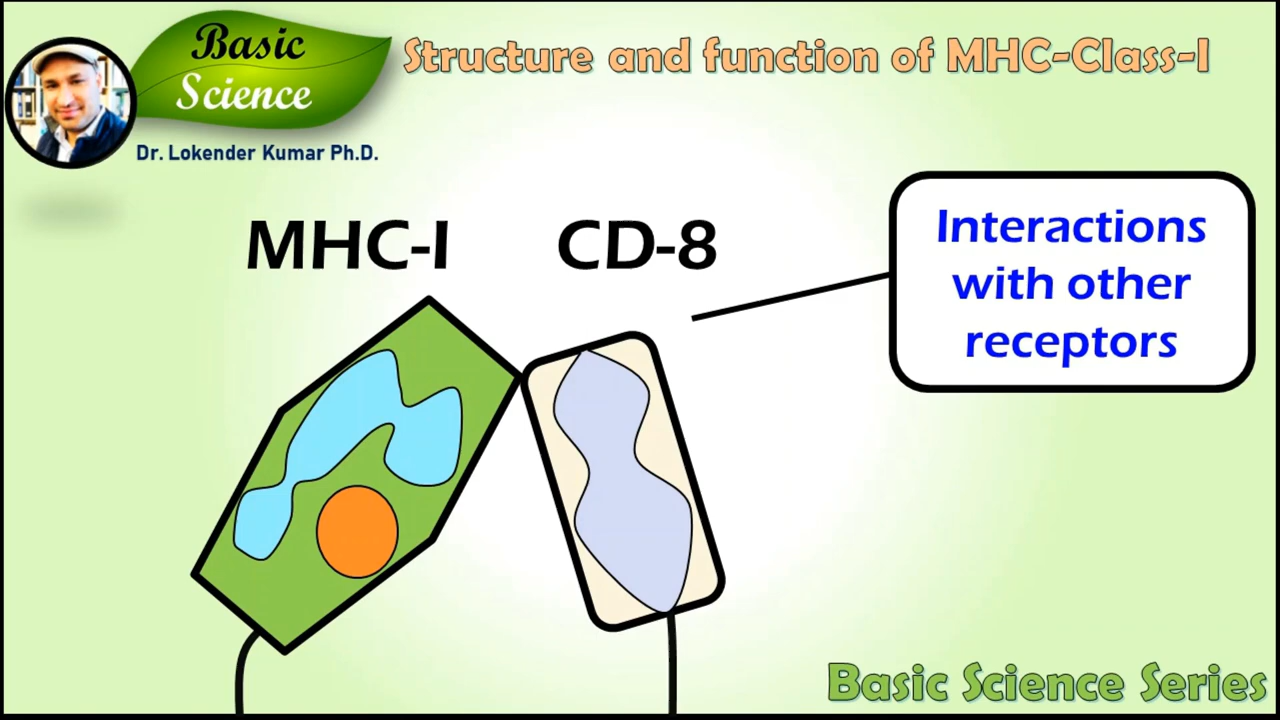 Basic
Science
Structure and function of MHC-Class-I
Dr. Lokender Kumar Ph.D.
MHC-I
CD-8
Interactions
with other
receptors
Basic Science Series